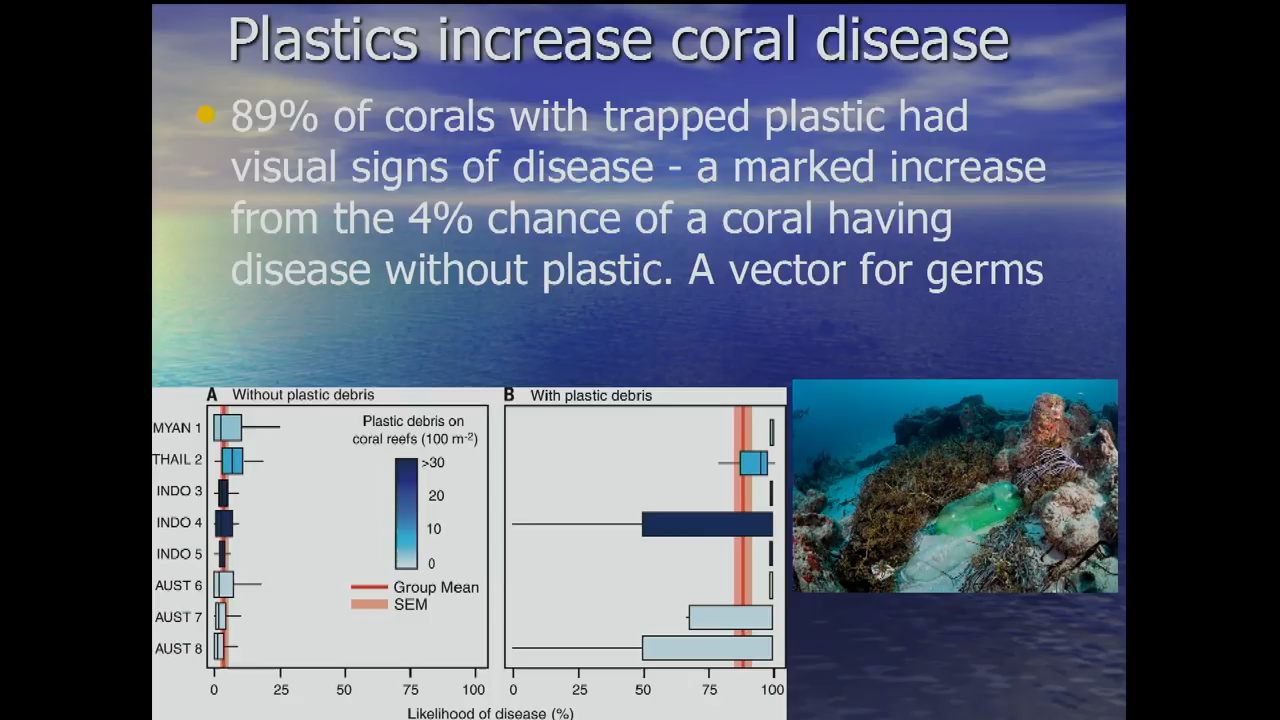 Plastics increase coral disease
89% of corals with trapped plastic had
visual signs of disease - a marked increase
from the 4% chance of a coral having
disease without plastic. A vector for germs
A Without plastic debris
MYAN 1
THAIL 2
INDO 3
INDO 4
INDO 5
AUST 6
AUST 7
AUST 8
Plastic debris on
coral reefs (100 m-2)
>30
20
10
0
Group Mean
SEM
0 25 50 75 100
B With plastic debris
0 25 50 75 100
Likelihood of disease (%)